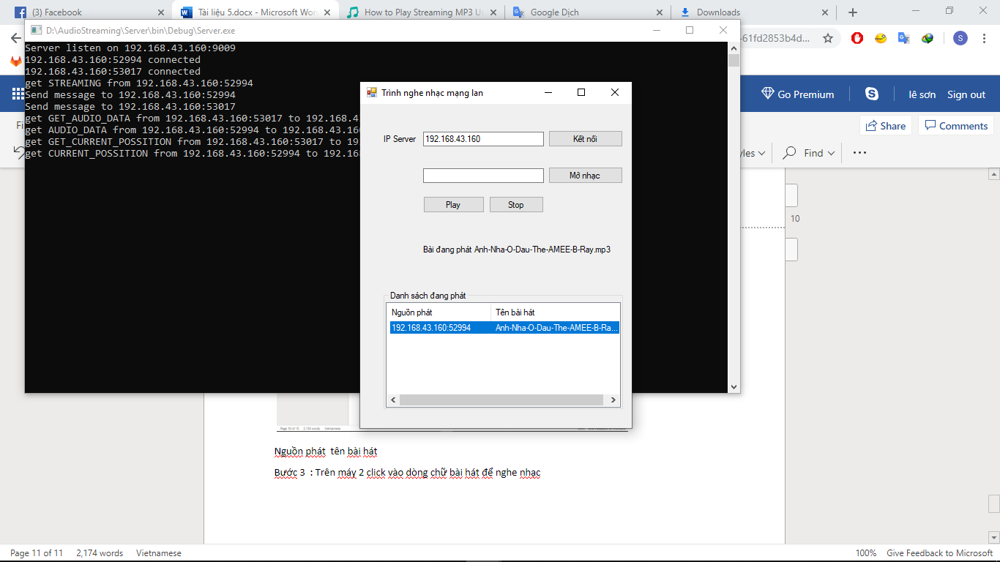 (3) Facebook
Tài liệu 5.docx - Microsoft Wor
How to Play Streaming MP3 U
Google Dịch
Downloads
D:\AudioStreaming\Server\bin\Debug\Server.exe
-61fd2853b4d...
S
Server listen on 192.168.43.160:9009
192.168.43.160:52994 connected
192.168.43.160:53017 connected
get STREAMING from 192.168.43.160:52994
Send message to 192.168.43.160:52994
Send message to 192.168.43.160:53017
get GET_AUDIO_DATA from 192.168.43.160:53017 to 192.168.4
get AUDIO_DATA from 192.168.43.160:52994 to 192.168.43.16
get GET_CURRENT_POSSITION from 192.168.43.160:53017 to 19
get CURRENT_POSSITION from 192.168.43.160:52994 to 192.168
Trình nghe nhạc mạng lan
IP Server
192.168.43.160
Kết nối
Mở nhạc
Play
Stop
Bài đang phát Anh-Nha-O-Dau-The-AMEE-B-Ray.mp3
Danh sách đang phát
Nguồn phát
Tên bài hát
192.168.43.160:52994
Anh-Nha-O-Dau-The-AMEE-B-Ra...
Go Premium
lê sơn
Sign out
Fi
Share
Comments
yles
Find
10
Nguồn phát tên bài hát
Bước 3 : Trên máy 2 click vào dòng chữ bài hát để nghe nhạc
Page 11 of 11
2,174 words
Vietnamese
100%
Give Feedback to Microsoft